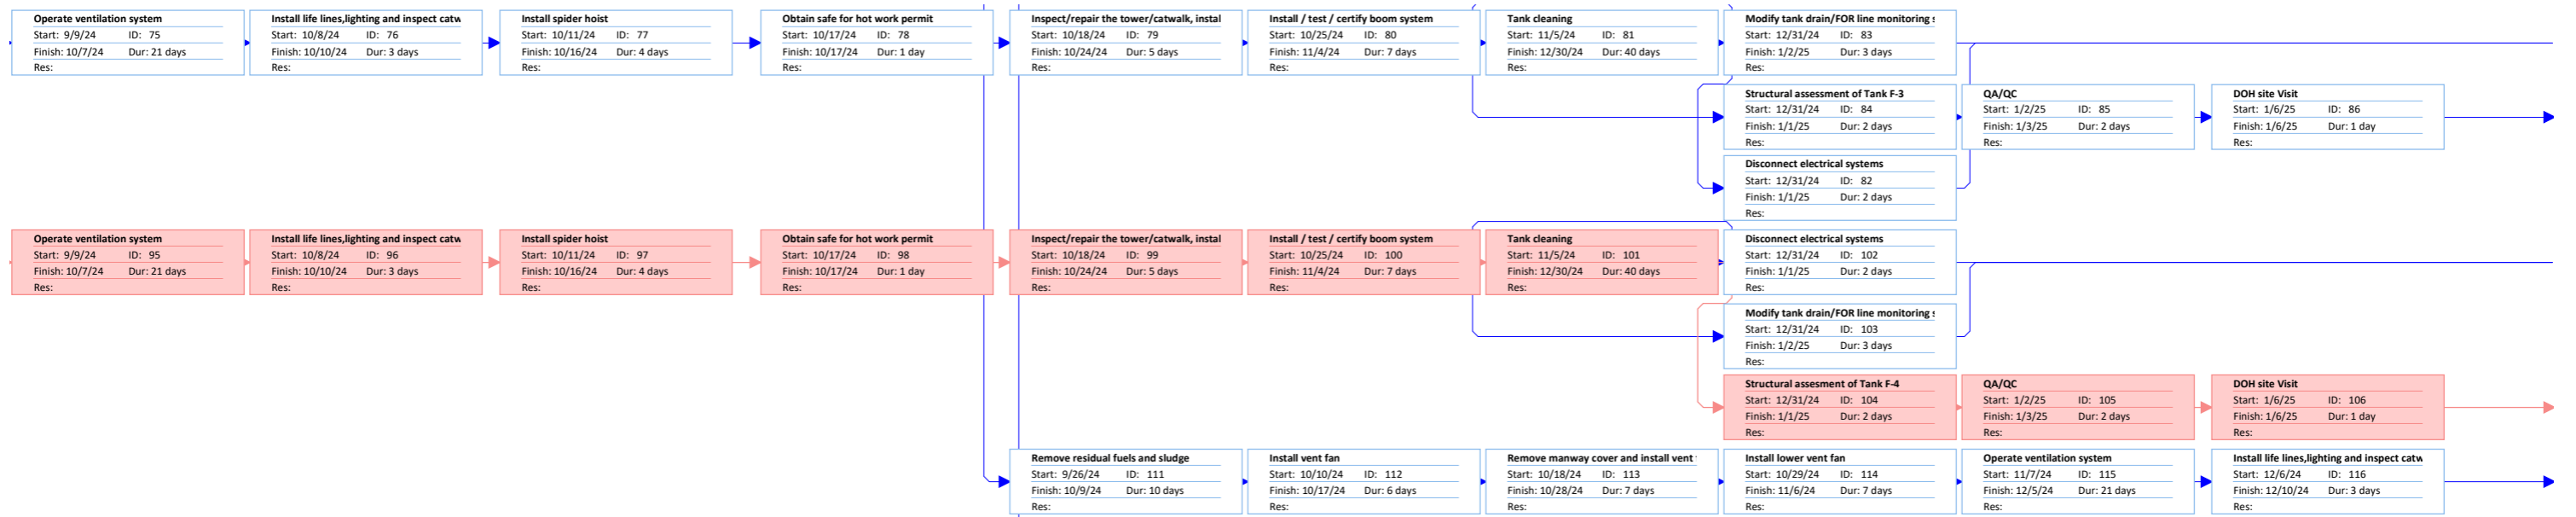 Operate ventilation system
Start: 9/9/24 ID: 75
Finish: 10/7/24 Dur: 21 days
Res:
Install life lines,lighting and inspect catw
Start: 10/8/24 ID: 76
Finish: 10/10/24 Dur: 3 days
Res:
Install spider hoist
Start: 10/11/24 ID: 77
Finish: 10/16/24 Dur: 4 days
Res:
Obtain safe for hot work permit
Start: 10/17/24 ID: 78
Finish: 10/17/24 Dur: 1 day
Res:
Inspect/repair the tower/catwalk, instal
Start: 10/18/24 ID: 79
Finish: 10/24/24 Dur: 5 days
Res:
Install / test / certify boom system
Start: 10/25/24 ID: 80
Finish: 11/4/24 Dur: 7 days
Res:
Tank cleaning
Start: 11/5/24 ID: 81
Finish: 12/30/24 Dur: 40 days
Res:
Modify tank drain/FOR line monitoring s
Start: 12/31/24 ID: 83
Finish: 1/2/25 Dur: 3 days
Res:
Structural assessment of Tank F-3
Start: 12/31/24 ID: 84
Finish: 1/1/25 Dur: 2 days
Res:
QA/QC
Start: 1/2/25 ID: 85
Finish: 1/3/25 Dur: 2 days
Res:
DOH site Visit
Start: 1/6/25 ID: 86
Finish: 1/6/25 Dur: 1 day
Res:
Disconnect electrical systems
Start: 12/31/24 ID: 82
Finish: 1/1/25 Dur: 2 days
Res:
Operate ventilation system
Start: 9/9/24 ID: 95
Finish: 10/7/24 Dur: 21 days
Res:
Install life lines,lighting and inspect catw
Start: 10/8/24 ID: 96
Finish: 10/10/24 Dur: 3 days
Res:
Install spider hoist
Start: 10/11/24 ID: 97
Finish: 10/16/24 Dur: 4 days
Res:
Obtain safe for hot work permit
Start: 10/17/24 ID: 98
Finish: 10/17/24 Dur: 1 day
Res:
Inspect/repair the tower/catwalk, instal
Start: 10/18/24 ID: 99
Finish: 10/24/24 Dur: 5 days
Res:
Install / test / certify boom system
Start: 10/25/24 ID: 100
Finish: 11/4/24 Dur: 7 days
Res:
Tank cleaning
Start: 11/5/24 ID: 101
Finish: 12/30/24 Dur: 40 days
Res:
Disconnect electrical systems
Start: 12/31/24 ID: 102
Finish: 1/1/25 Dur: 2 days
Res:
Modify tank drain/FOR line monitoring s
Start: 12/31/24 ID: 103
Finish: 1/2/25 Dur: 3 days
Res:
Structural assesment of Tank F-4
Start: 12/31/24 ID: 104
Finish: 1/1/25 Dur: 2 days
Res:
QA/QC
Start: 1/2/25 ID: 105
Finish: 1/3/25 Dur: 2 days
Res:
DOH site Visit
Start: 1/6/25 ID: 106
Finish: 1/6/25 Dur: 1 day
Res:
Remove residual fuels and sludge
Start: 9/26/24 ID: 111
Finish: 10/9/24 Dur: 10 days
Res:
Install vent fan
Start: 10/10/24 ID: 112
Finish: 10/17/24 Dur: 6 days
Res:
Remove manway cover and install vent
Start: 10/18/24 ID: 113
Finish: 10/28/24 Dur: 7 days
Res:
Install lower vent fan
Start: 10/29/24 ID: 114
Finish: 11/6/24 Dur: 7 days
Res:
Operate ventilation system
Start: 11/7/24 ID: 115
Finish: 12/5/24 Dur: 21 days
Res:
Install life lines,lighting and inspect catw
Start: 12/6/24 ID: 116
Finish: 12/10/24 Dur: 3 days
Res: